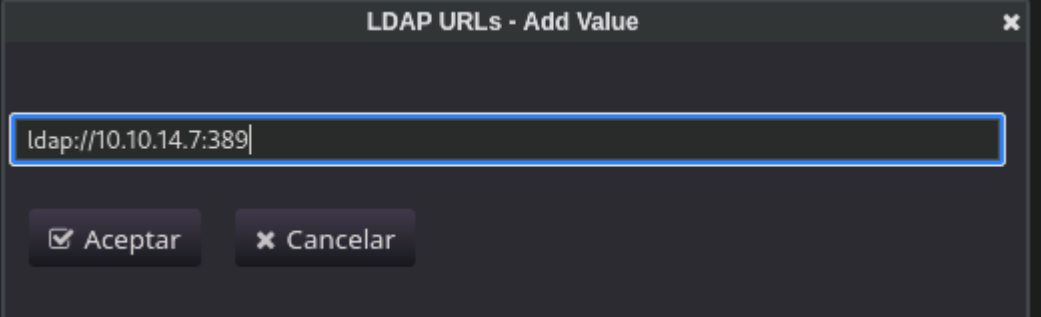 LDAP URLs - Add Value
ldap://10.10.14.7:389
Aceptar Cancelar